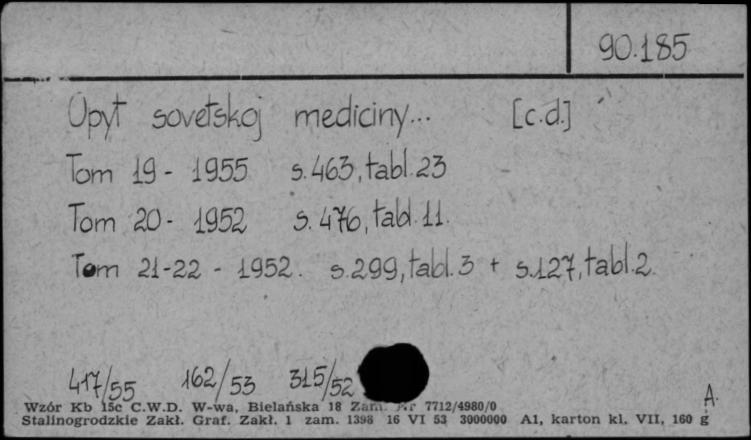 90.185
Opyt sovetskoj mediciny... [c.d.]
Tom 19 - 1955 s. 463, tabl. 23
Tom 20 - 1952 s. 476, tabl. 11.
Tom 21-22 - 1952. s. 299, tabl. 3 + s. 127, tabl. 2.
417/55 162/53 315/52
A.
Wzór Kb 15c C.W.D. W-wa, Bielańska 18 Zam. Nr 7712/4980/0
Stalinogrodzkie Zakł. Graf. Zakł. 1 zam. 1398 16 VI 53 3000000 A1, karton kl. VII, 160 g